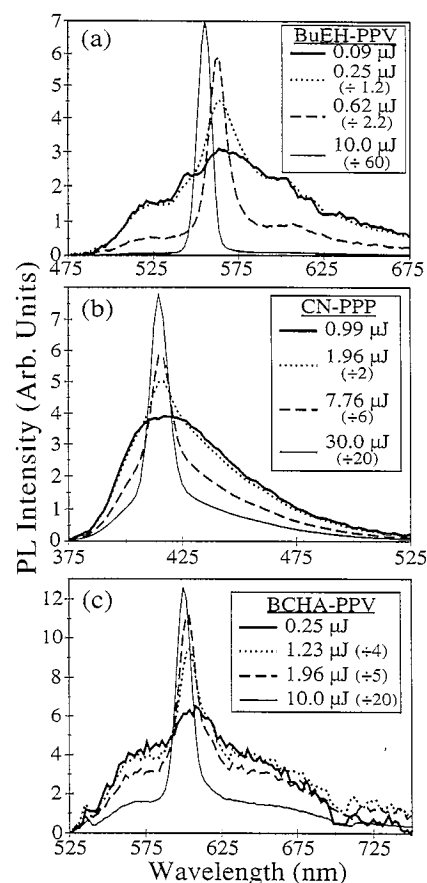 PL Intensity (Arb. Units)
(a)
7
6
5
4
3
2
1
0
BuEH-PPV
0.09 μJ
0.25 μJ
(÷ 1.2)
0.62 μJ
(÷ 2.2)
10.0 μJ
(÷ 60)
475 525 575 625 675
(b)
8
7
6
5
4
3
2
1
0
CN-PPP
0.99 μJ
1.96 μJ
(÷2)
7.76 μJ
(÷6)
30.0 μJ
(÷20)
375 425 475 525
(c)
12
10
8
6
4
2
0
BCHA-PPV
0.25 μJ
1.23 μJ (÷4)
1.96 μJ (÷5)
10.0 μJ (÷20)
525 575 625 675 725
Wavelength (nm)